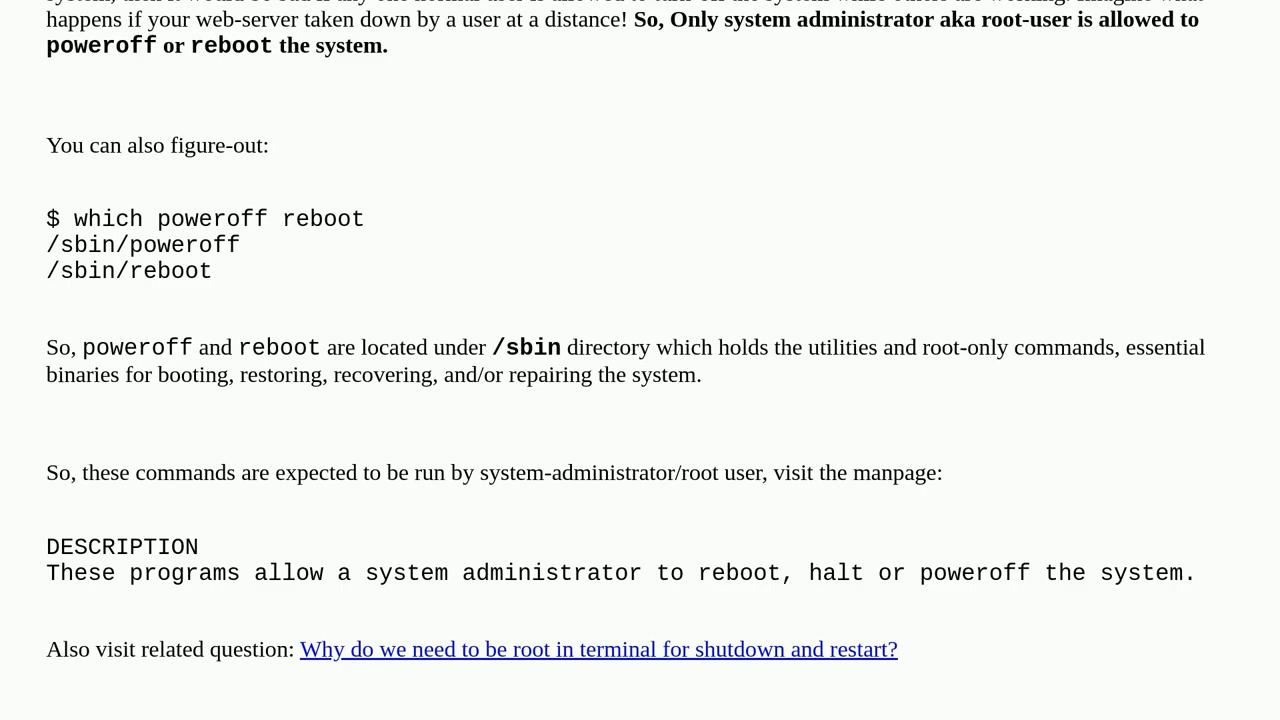 happens if your web-server taken down by a user at a distance! So, Only system administrator aka root-user is allowed to
poweroff or reboot the system.
You can also figure-out:
$ which poweroff reboot
/sbin/poweroff
/sbin/reboot
So, poweroff and reboot are located under /sbin directory which holds the utilities and root-only commands, essential
binaries for booting, restoring, recovering, and/or repairing the system.
So, these commands are expected to be run by system-administrator/root user, visit the manpage:
DESCRIPTION
These programs allow a system administrator to reboot, halt or poweroff the system.
Also visit related question: Why do we need to be root in terminal for shutdown and restart?